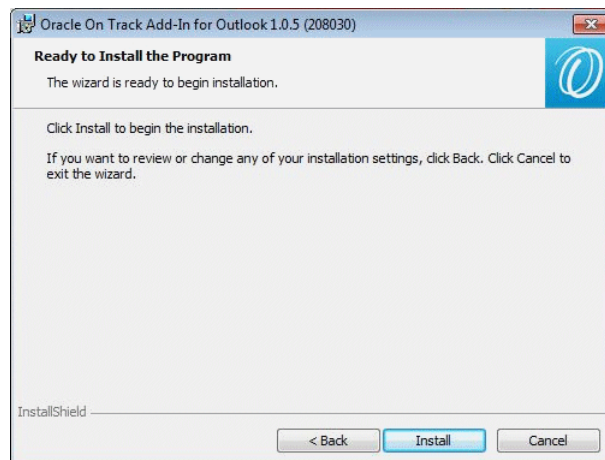 Oracle On Track Add-In for Outlook 1.0.5 (208030)
Ready to Install the Program
The wizard is ready to begin installation.
Click Install to begin the installation.
If you want to review or change any of your installation settings, click Back. Click Cancel to
exit the wizard.
InstallShield
< Back Install Cancel